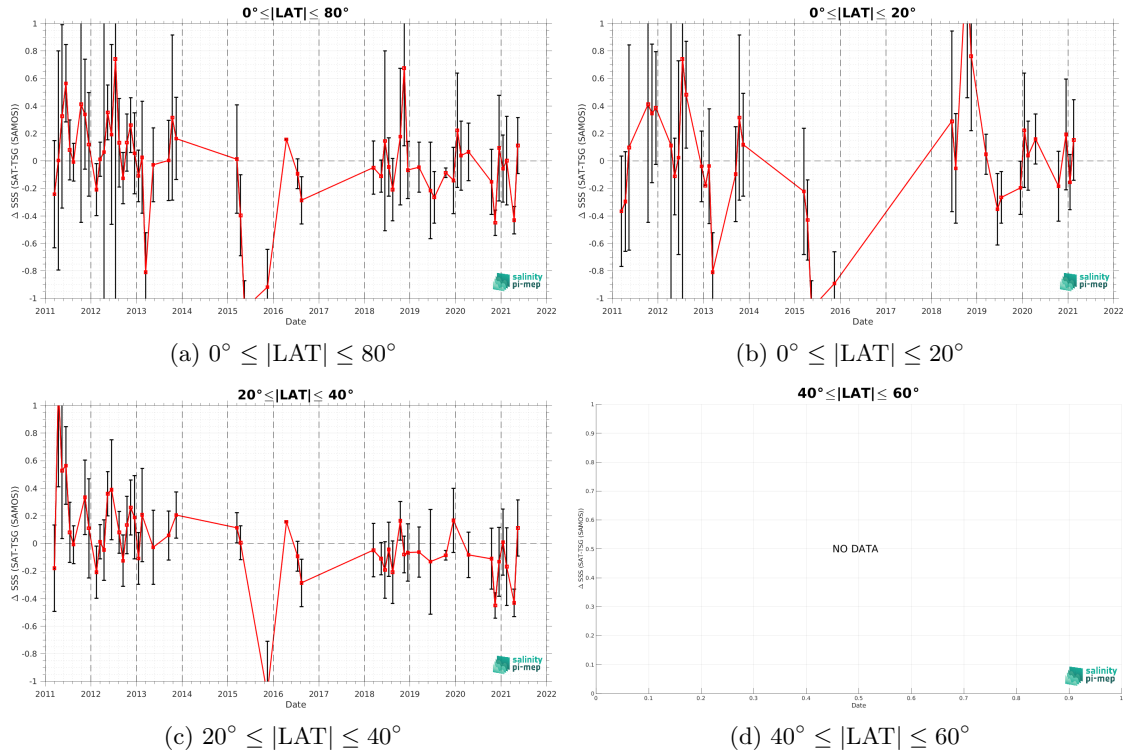 0°≤|LAT|≤ 80°
Δ SSS (SAT-TSG (SAMOS))
1
0.8
0.6
0.4
0.2
0
-0.2
-0.4
-0.6
-0.8
-1
2011 2012 2013 2014 2015 2016 2017 2018 2019 2020 2021 2022
Date
salinity
pi-mep
(a) 0° ≤ |LAT| ≤ 80°
0°≤|LAT|≤ 20°
Δ SSS (SAT-TSG (SAMOS))
1
0.8
0.6
0.4
0.2
0
-0.2
-0.4
-0.6
-0.8
-1
2011 2012 2013 2014 2015 2016 2017 2018 2019 2020 2021 2022
Date
salinity
pi-mep
(b) 0° ≤ |LAT| ≤ 20°
20°≤|LAT|≤ 40°
Δ SSS (SAT-TSG (SAMOS))
1
0.8
0.6
0.4
0.2
0
-0.2
-0.4
-0.6
-0.8
-1
2011 2012 2013 2014 2015 2016 2017 2018 2019 2020 2021 2022
Date
salinity
pi-mep
(c) 20° ≤ |LAT| ≤ 40°
40°≤|LAT|≤ 60°
Δ SSS (SAT-TSG (SAMOS))
1
0.9
0.8
0.7
0.6
0.5
0.4
0.3
0.2
0.1
0
NO DATA
0 0.1 0.2 0.3 0.4 0.5 0.6 0.7 0.8 0.9 1
Date
salinity
pi-mep
(d) 40° ≤ |LAT| ≤ 60°